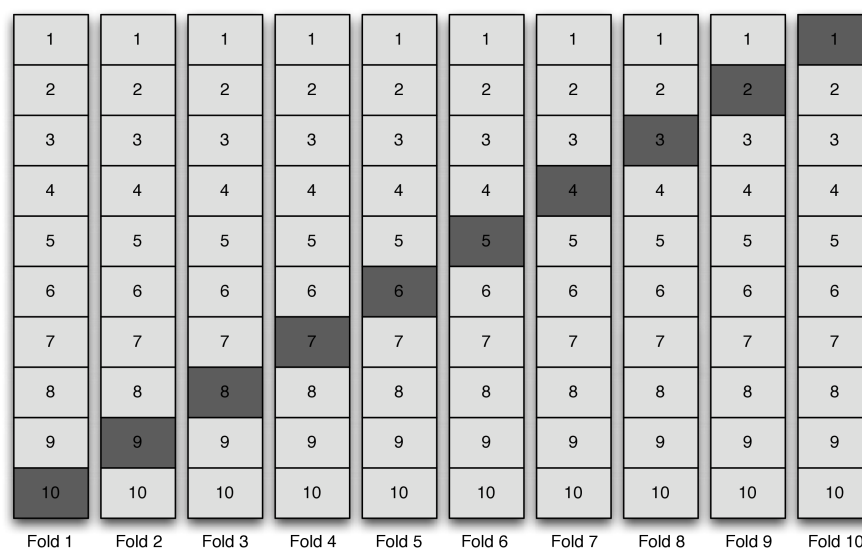 1 1 1 1 1 1 1 1 1 1
2 2 2 2 2 2 2 2 2 2
3 3 3 3 3 3 3 3 3 3
4 4 4 4 4 4 4 4 4 4
5 5 5 5 5 5 5 5 5 5
6 6 6 6 6 6 6 6 6 6
7 7 7 7 7 7 7 7 7 7
8 8 8 8 8 8 8 8 8 8
9 9 9 9 9 9 9 9 9 9
10 10 10 10 10 10 10 10 10 10
Fold 1 Fold 2 Fold 3 Fold 4 Fold 5 Fold 6 Fold 7 Fold 8 Fold 9 Fold 10